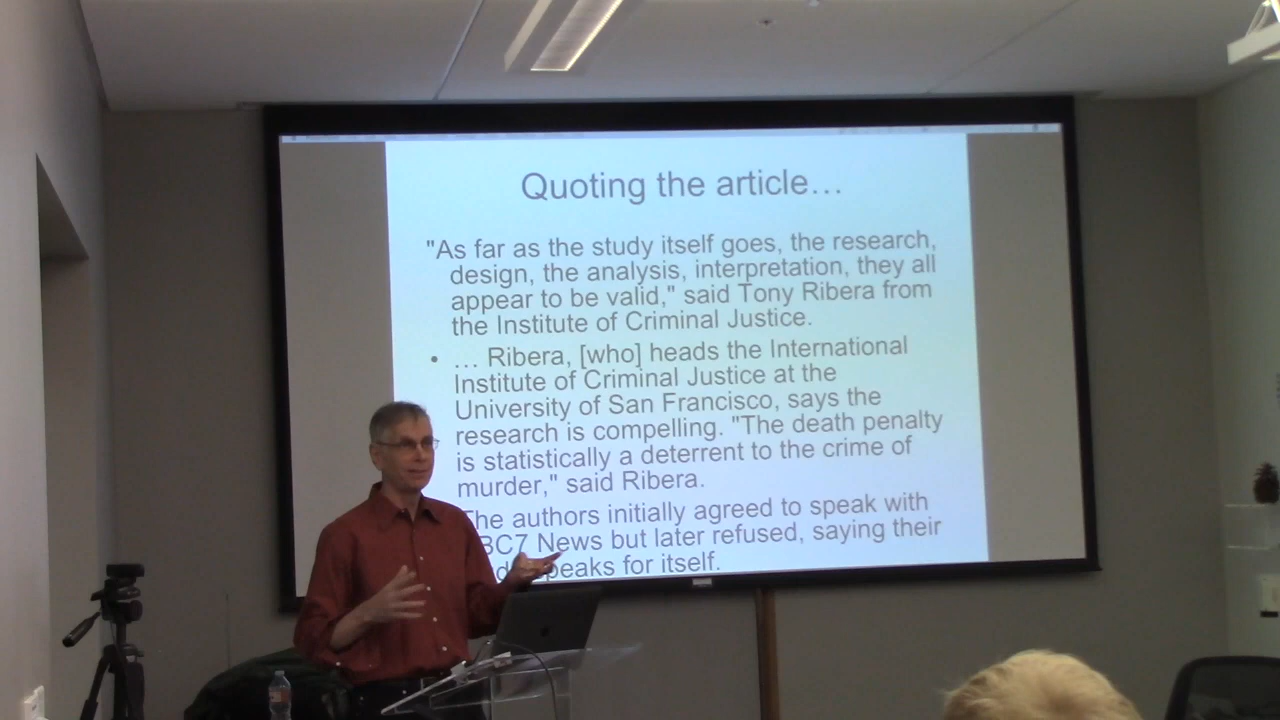 Quoting the article…
"As far as the study itself goes, the research,
design, the analysis, interpretation, they all
appear to be valid," said Tony Ribera from
the Institute of Criminal Justice.
• … Ribera, [who] heads the International
Institute of Criminal Justice at the
University of San Francisco, says the
research is compelling. "The death penalty
is statistically a deterrent to the crime of
murder," said Ribera.
The authors initially agreed to speak with
BC7 News but later refused, saying their
speaks for itself.